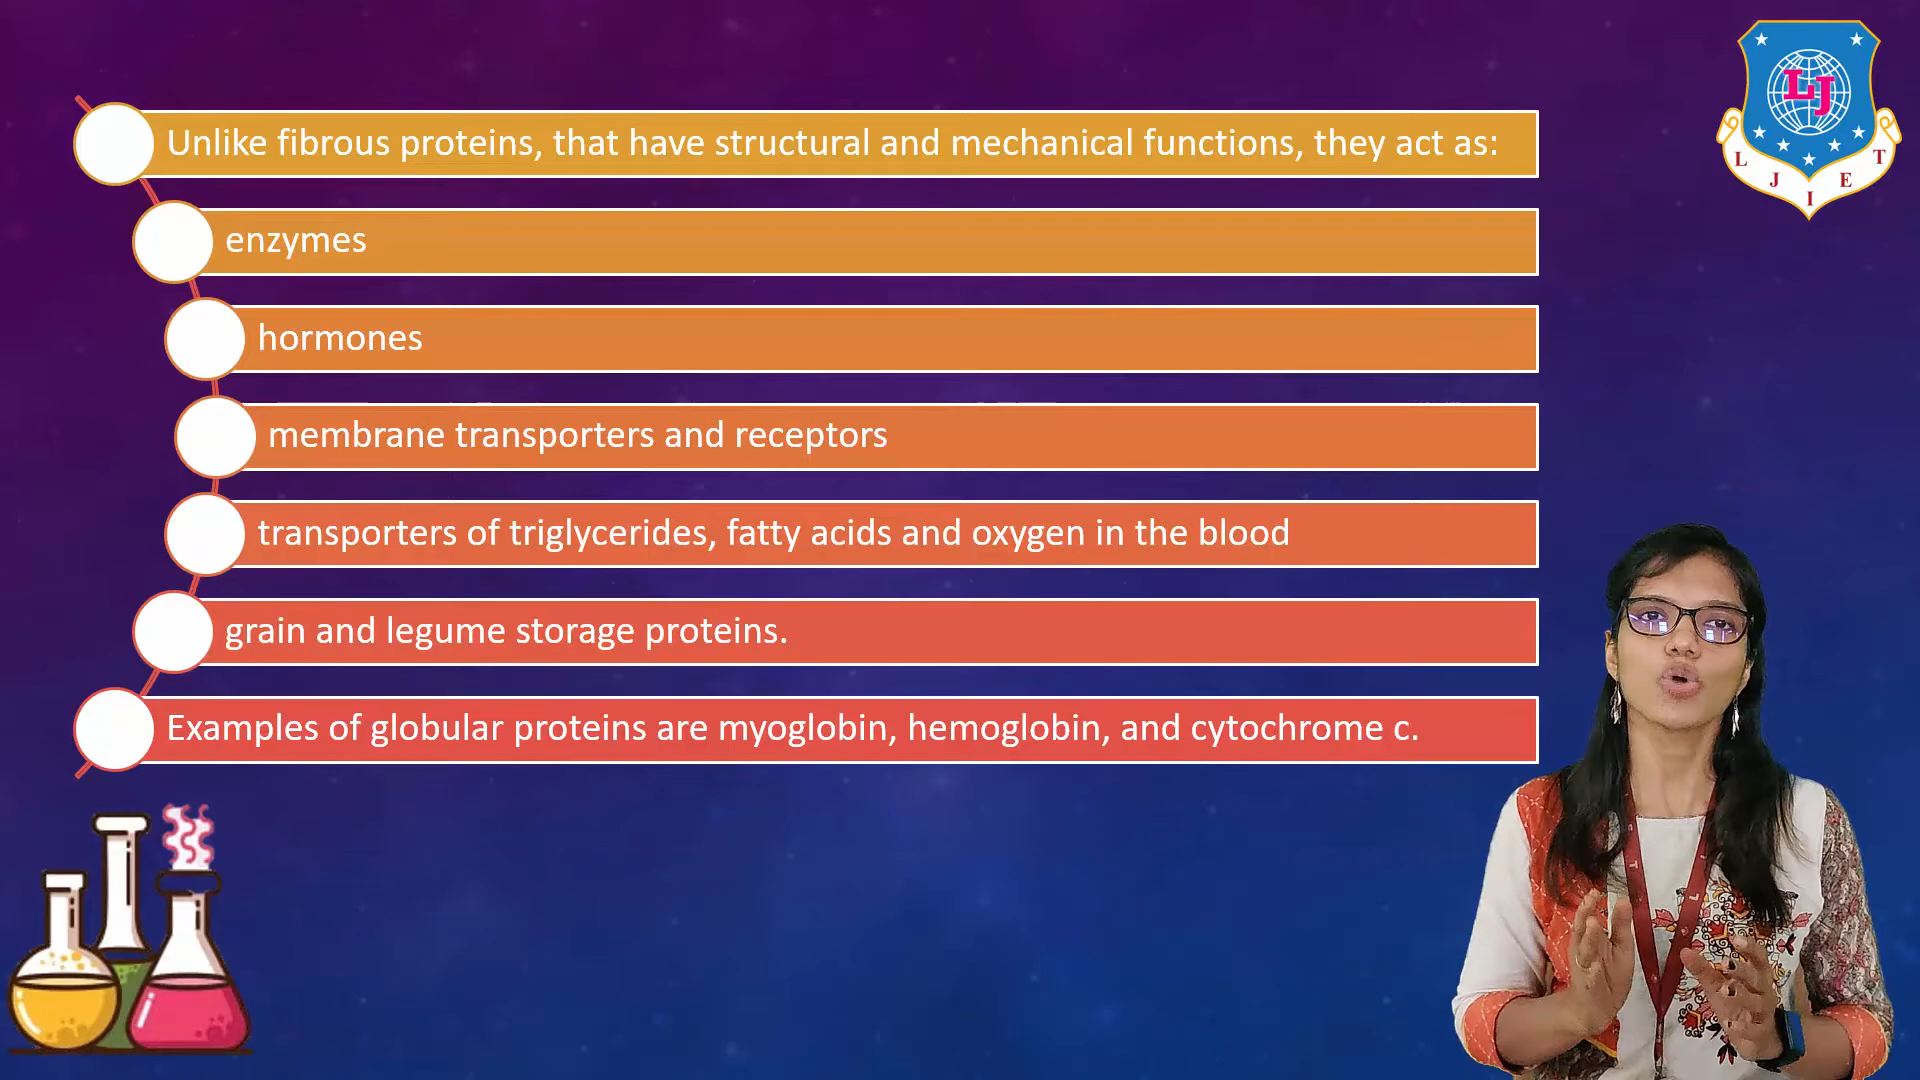 Unlike fibrous proteins, that have structural and mechanical functions, they act as:
enzymes
hormones
membrane transporters and receptors
transporters of triglycerides, fatty acids and oxygen in the blood
grain and legume storage proteins.
Examples of globular proteins are myoglobin, hemoglobin, and cytochrome c.
LJ
L J I E T